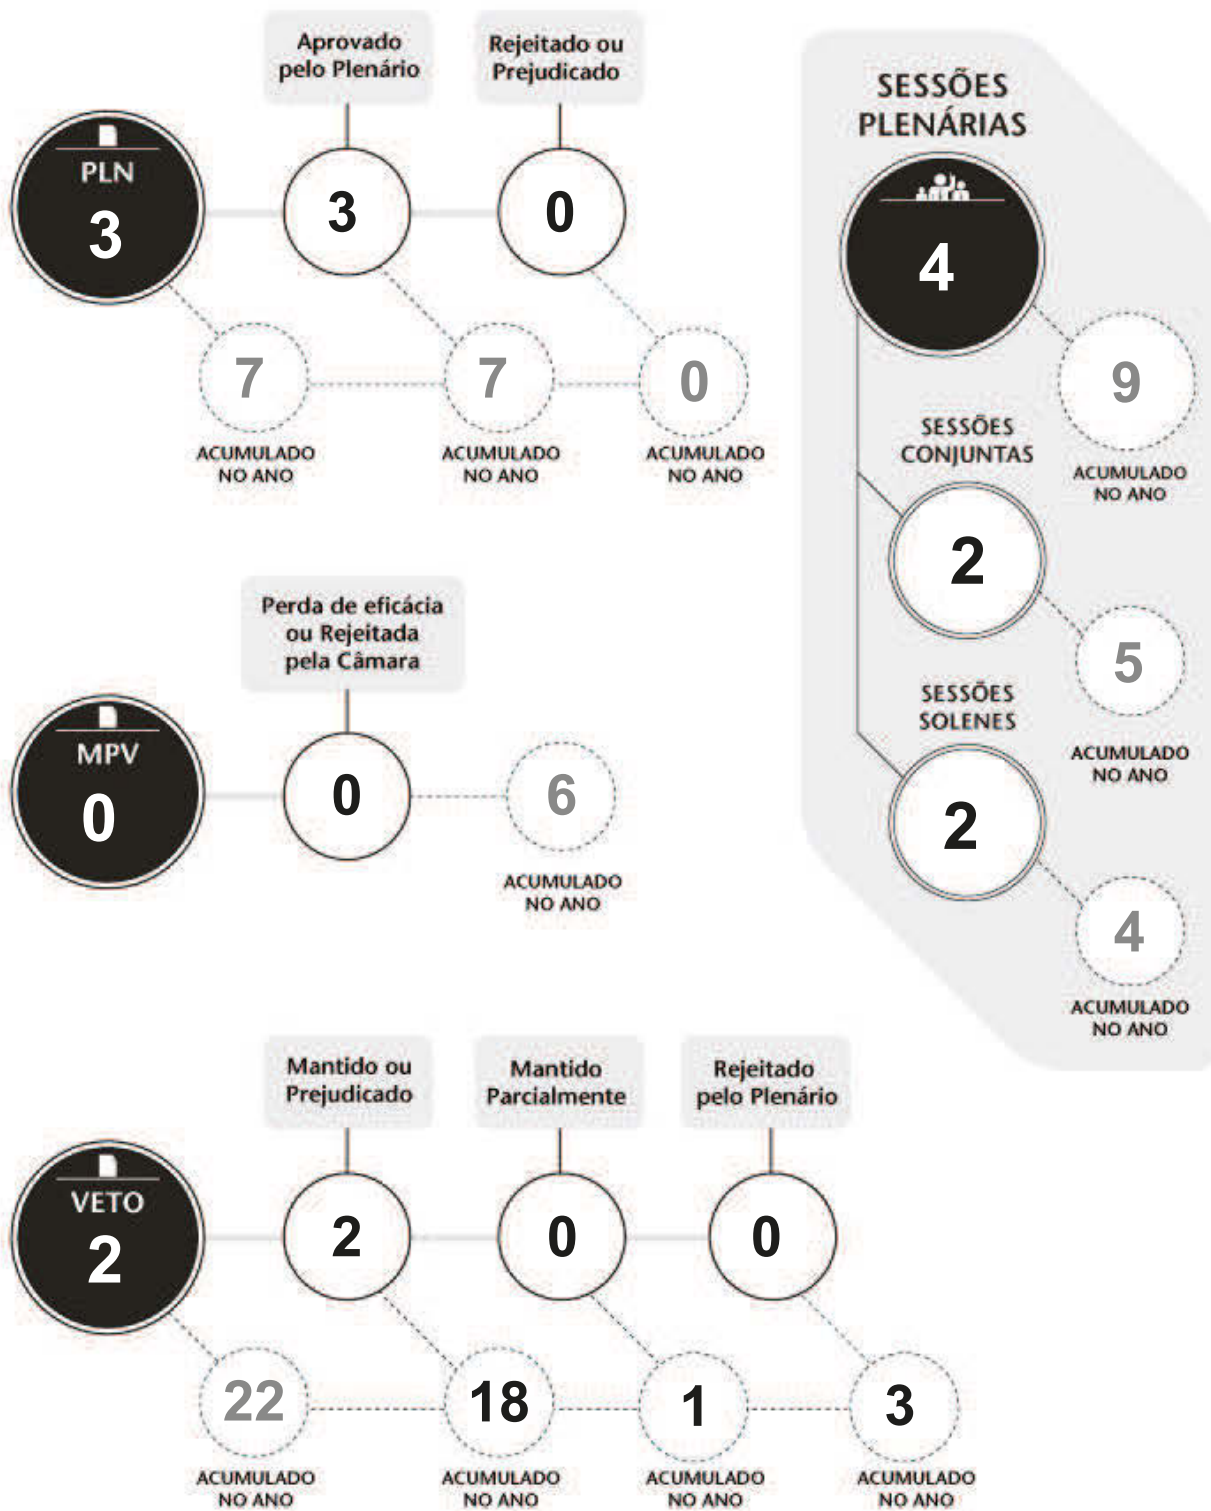 Aprovado
pelo Plenário
Rejeitado ou
Prejudicado
PLN
3
3
0
7
7
0
ACUMULADO
NO ANO
ACUMULADO
NO ANO
ACUMULADO
NO ANO
SESSÕES
PLENÁRIAS
4
9
ACUMULADO
NO ANO
SESSÕES
CONJUNTAS
2
5
ACUMULADO
NO ANO
SESSÕES
SOLENES
2
4
ACUMULADO
NO ANO
Perda de eficácia
ou Rejeitada
pela Câmara
MPV
0
0
6
ACUMULADO
NO ANO
Mantido ou
Prejudicado
Mantido
Parcialmente
Rejeitado
pelo Plenário
VETO
2
2
0
0
22
18
1
3
ACUMULADO
NO ANO
ACUMULADO
NO ANO
ACUMULADO
NO ANO
ACUMULADO
NO ANO